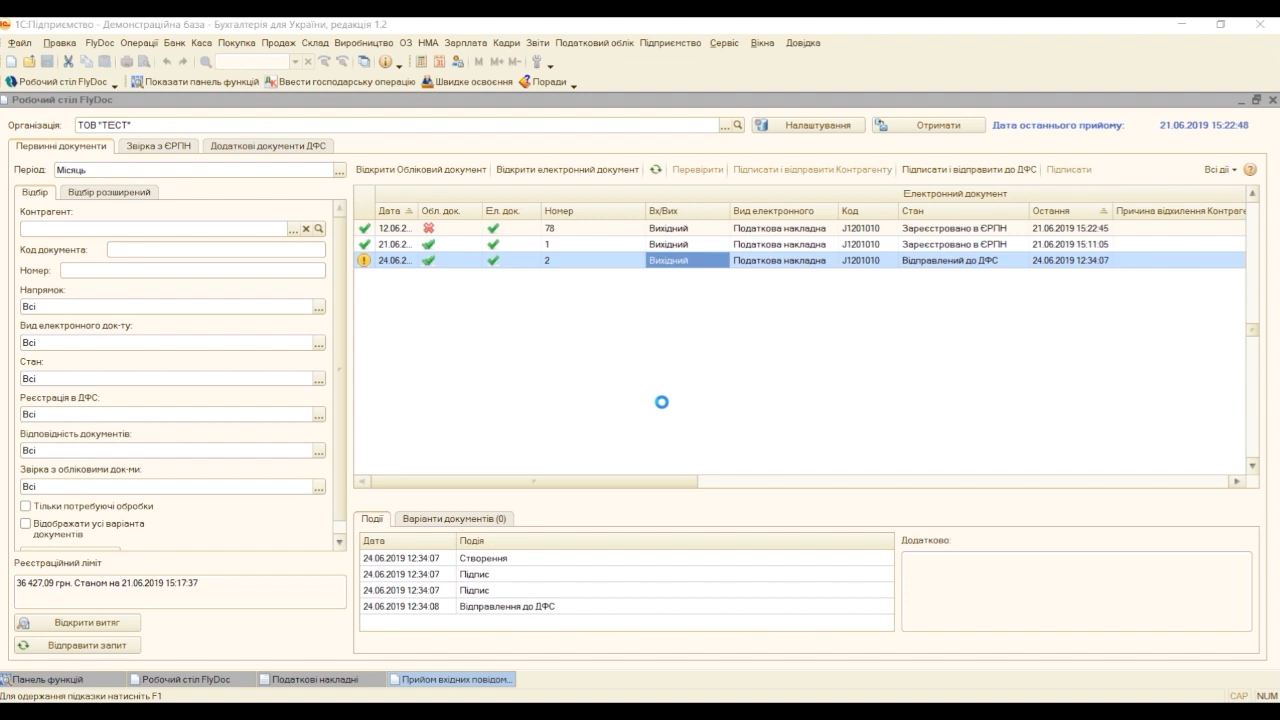 1С:Підприємство - Демонстраційна база - Бухгалтерія для України, редакція 1.2
Файл Правка FlyDoc Операції Банк Каса Покупка Продаж Склад Виробництво ОЗ НМА Зарплата Кадри Звіти Податковий облік Підприємство Сервіс Вікна Довідка
M M+ M-
Робочий стіл FlyDoc Показати панель функцій Ввести господарську операцію Швидке освоєння Поради
Робочий стіл FlyDoc
Організація: ТОВ "ТЕСТ" ... Налаштування Отримати Дата останнього прийому: 21.06.2019 15:22:48
Первинні документи Звірка з ЄРПН Додаткові документи ДФС
Період: Місяць ... Відкрити Обліковий документ Відкрити електронний документ Перевірити Підписати і відправити Контрагенту Підписати і відправити до ДФС Підписати Всі дії
Відбір Відбір розширений
Електронний документ
Дата Обл. док. Ел. док. Номер Вх/Вих Вид електронного Код Стан Остання Причина відхилення Контраге
12.06.2... 78 Вихідний Податкова накладна J1201010 Зареєстровано в ЄРПН 21.06.2019 15:22:45
21.06.2... 1 Вихідний Податкова накладна J1201010 Зареєстровано в ЄРПН 21.06.2019 15:11:05
24.06.2... 2 Вихідний Податкова накладна J1201010 Відправлений до ДФС 24.06.2019 12:34:07
Контрагент:
...
Код документа:
Номер:
Напрямок:
Всі ...
Вид електронного док-ту:
Всі ...
Стан:
Всі ...
Реєстрація в ДФС:
Всі ...
Відповідність документів:
Всі ...
Звірка з обліковими док-ми:
Всі ...
Тільки потребуючі обробки
Відображати усі варіанта
документів
Реєстраційний ліміт
36 427,09 грн. Станом на 21.06.2019 15:17:37
Відкрити витяг
Відправити запит
Події Варіанти документів (0)
Дата Подія
24.06.2019 12:34:07 Створення
24.06.2019 12:34:07 Підпис
24.06.2019 12:34:07 Підпис
24.06.2019 12:34:08 Відправлення до ДФС
Додатково:
Панель функцій Робочий стіл FlyDoc Податкові накладні Прийом вхідних повідом...
Для одержання підказки натисніть F1 CAP NUM